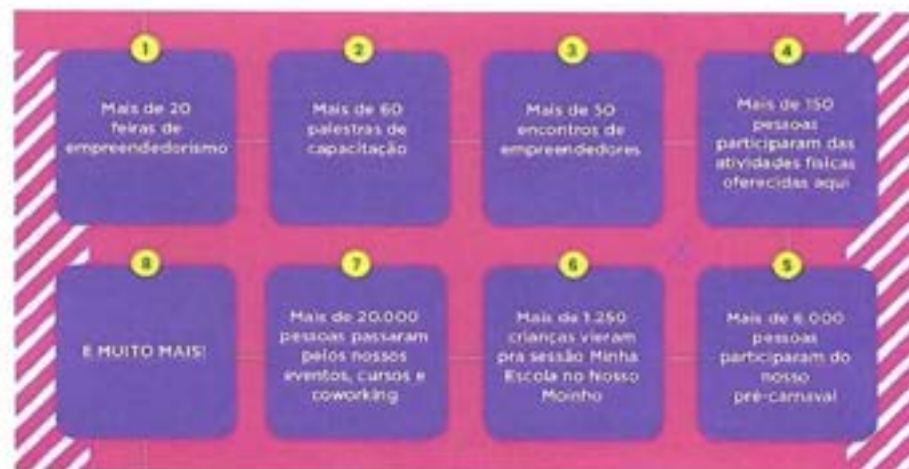 1
Mais de 20
feiras de
empreendedorismo
2
Mais de 60
palestras de
capacitação
3
Mais de 50
encontros de
empreendedores
4
Mais de 150
pessoas
participaram das
atividades físicas
oferecidas aqui
5
Mais de 6.000
pessoas
participaram do
nosso
pré-carnaval
6
Mais de 1.250
crianças vieram
pra sessão Minha
Escola no Nosso
Moinho
7
Mais de 20.000
pessoas passaram
pelos nossos
eventos, cursos e
coworking
8
E MUITO MAIS!